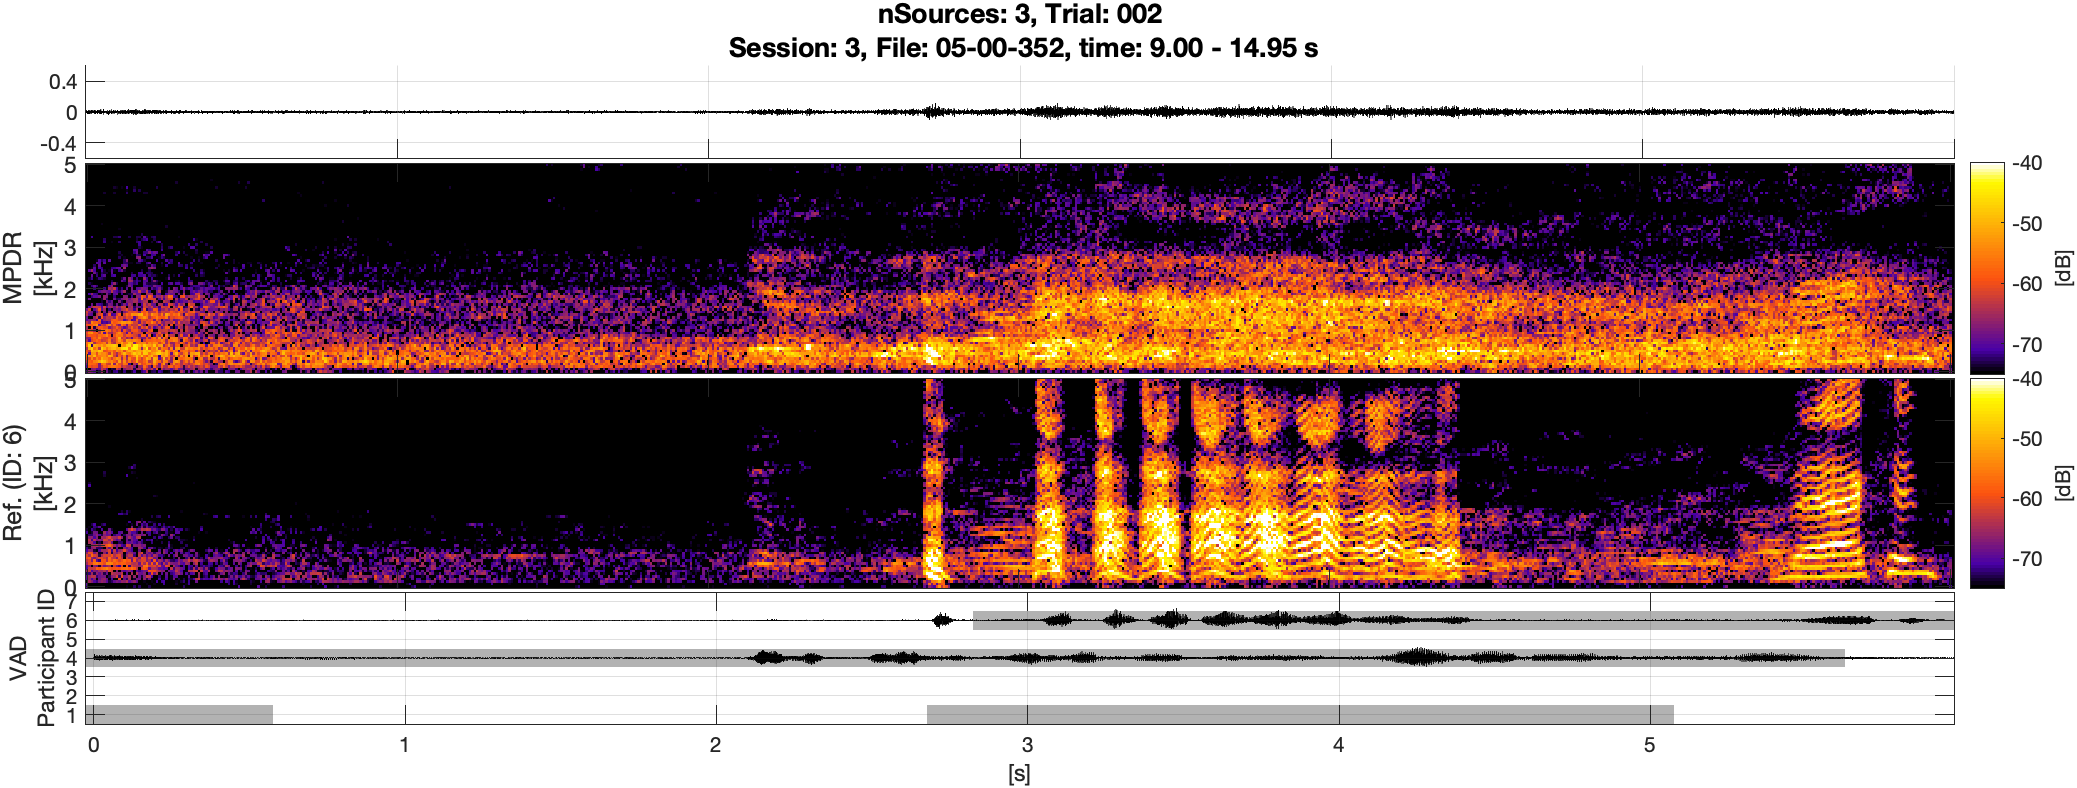 nSources: 3, Trial: 002
Session: 3, File: 05-00-352, time: 9.00 - 14.95 s
0.4
0
-0.4
MPDR
[kHz]
5
4
3
2
1
0
-40
-50
-60
-70
[dB]
Ref. (ID: 6)
[kHz]
5
4
3
2
1
0
-40
-50
-60
-70
[dB]
VAD
Participant ID
7
6
5
4
3
2
1
0 1 2 3 4 5
[s]